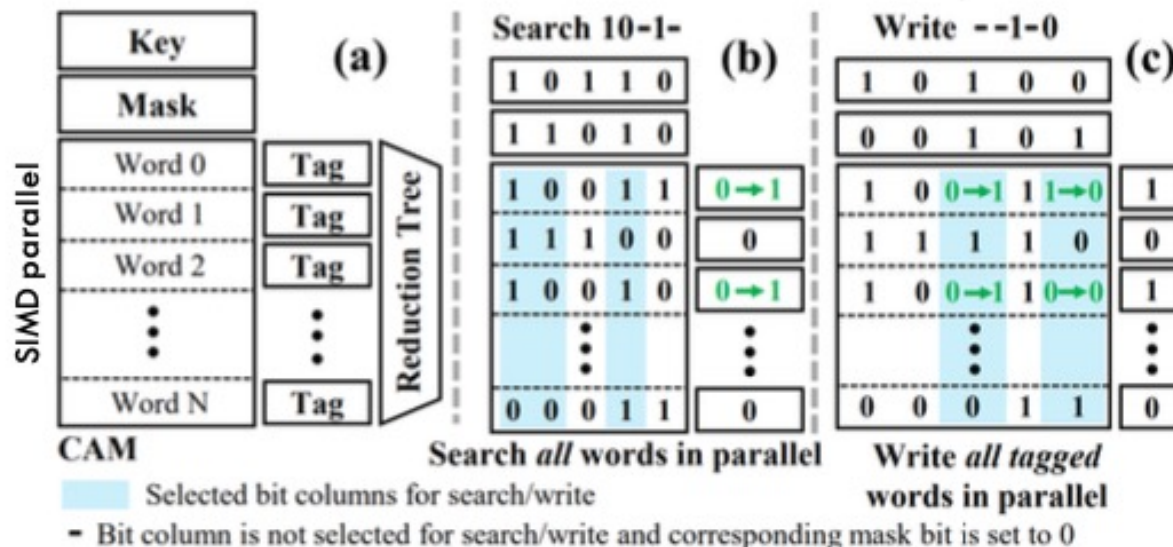 SIMD parallel
Key
Mask
Word 0
Word 1
Word 2
Word N
CAM
Tag
Tag
Tag
Tag
Reduction Tree
(a)
Search 10-1-
(b)
1 0 1 1 0
1 1 0 1 0
1 0 0 1 1 0→1
1 1 1 0 0 0
1 0 0 1 0 0→1
0 0 0 1 1 0
Search all words in parallel
Write --1-0
(c)
1 0 1 0 0
0 0 1 0 1
1 0 0→1 1 1→0 1
1 1 1 1 0 0
1 0 0→1 1 0→0 1
0 0 0 1 1 0
Write all tagged
words in parallel
Selected bit columns for search/write
- Bit column is not selected for search/write and corresponding mask bit is set to 0